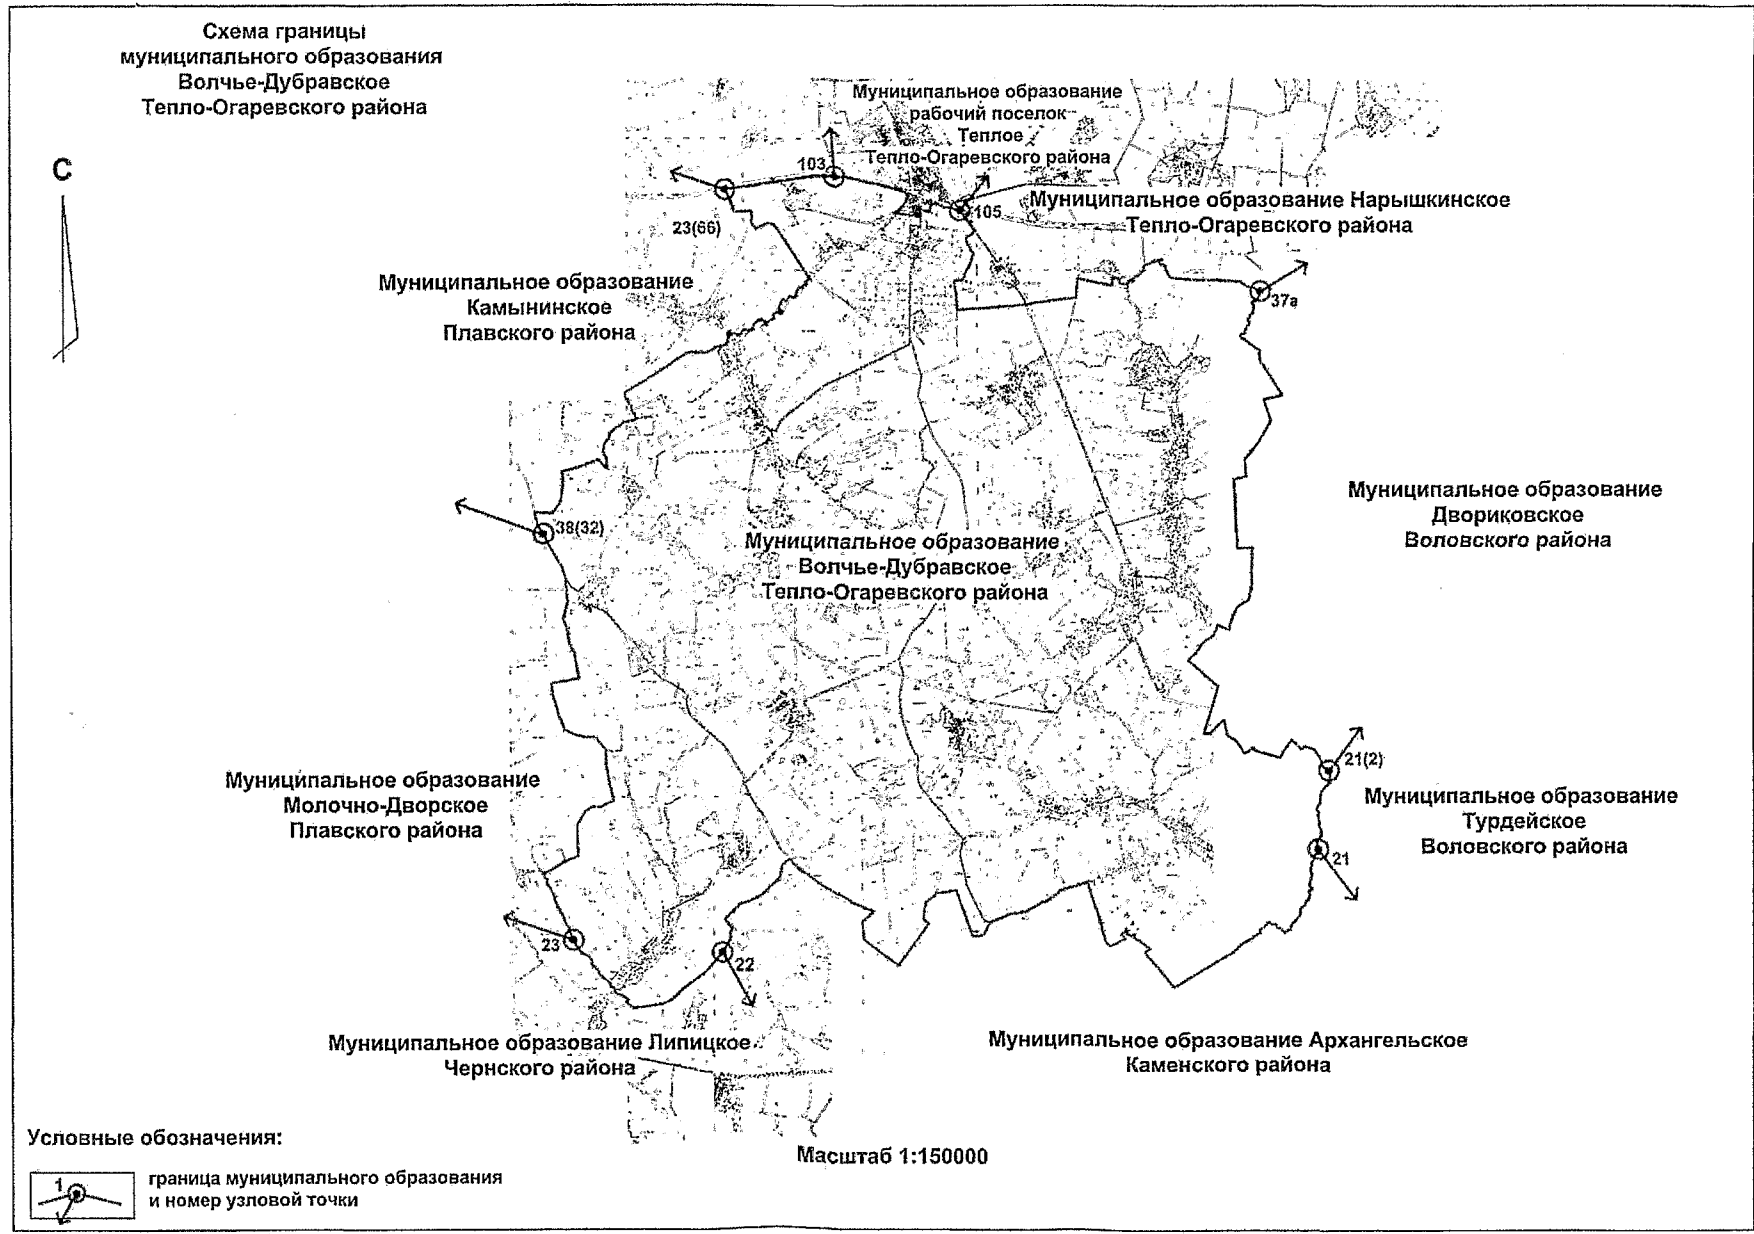 Схема границы
муниципального образования
Волчье-Дубравское
Тепло-Огаревского района
С
Муниципальное образование
рабочий поселок
Теплое
Тепло-Огаревского района
103
105
23(66)
Муниципальное образование Нарышкинское
Тепло-Огаревского района
37а
Муниципальное образование
Камынинское
Плавского района
38(32)
Муниципальное образование
Двориковское
Воловского района
Муниципальное образование
Волчье-Дубравское
Тепло-Огаревского района
21(2)
Муниципальное образование
Молочно-Дворское
Плавского района
Муниципальное образование
Турдейское
Воловского района
21
23
22
Муниципальное образование Липицкое
Чернского района
Муниципальное образование Архангельское
Каменского района
Условные обозначения:
1
граница муниципального образования
и номер узловой точки
Масштаб 1:150000